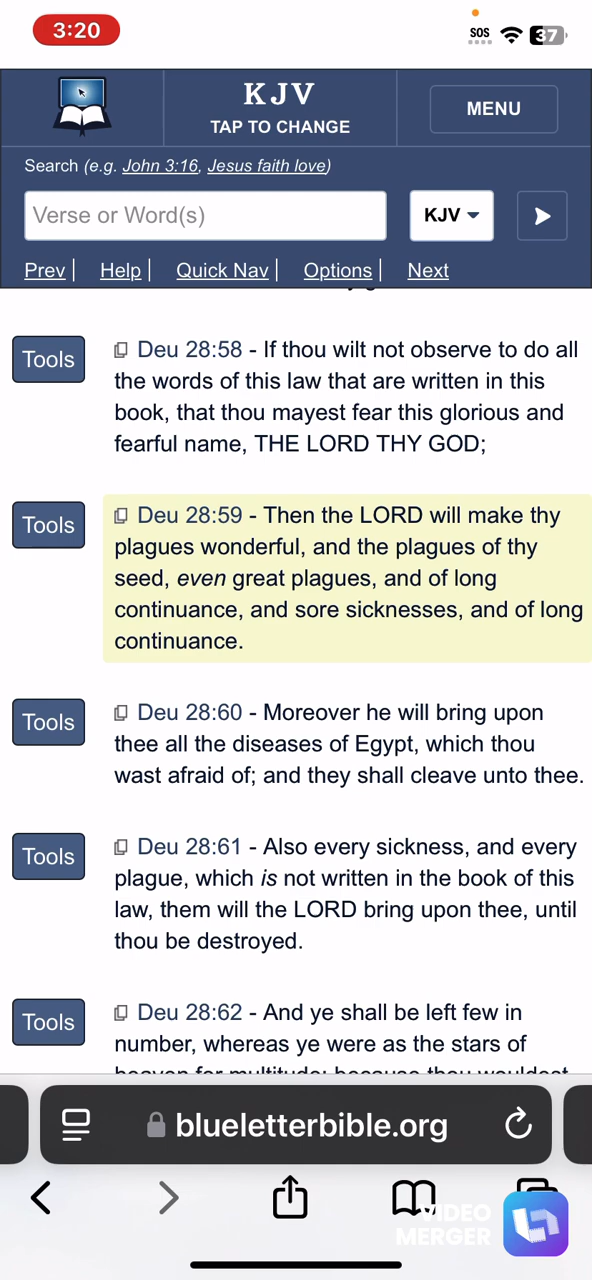 3:20
SOS
37
KJV
TAP TO CHANGE
MENU
Search (e.g. John 3:16, Jesus faith love)
Verse or Word(s)
KJV
Prev | Help | Quick Nav | Options | Next
Tools
Deu 28:58 - If thou wilt not observe to do all
the words of this law that are written in this
book, that thou mayest fear this glorious and
fearful name, THE LORD THY GOD;
Tools
Deu 28:59 - Then the LORD will make thy
plagues wonderful, and the plagues of thy
seed, even great plagues, and of long
continuance, and sore sicknesses, and of long
continuance.
Tools
Deu 28:60 - Moreover he will bring upon
thee all the diseases of Egypt, which thou
wast afraid of; and they shall cleave unto thee.
Tools
Deu 28:61 - Also every sickness, and every
plague, which is not written in the book of this
law, them will the LORD bring upon thee, until
thou be destroyed.
Tools
Deu 28:62 - And ye shall be left few in
number, whereas ye were as the stars of
heaven for multitude; because thou wouldest
blueletterbible.org
VIDEO
MERGER